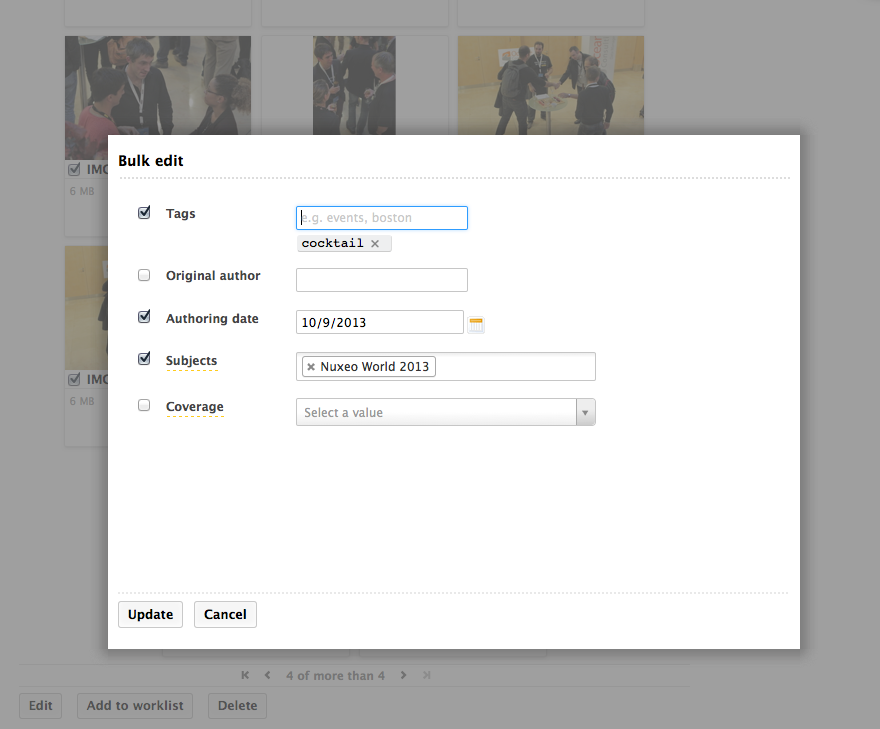 IMG
6 MB
Bulk edit
Tags
e.g. events, boston
cocktail
Original author
Authoring date
10/9/2013
Subjects
Nuxeo World 2013
IMG
6 MB
Coverage
Select a value
Update Cancel
4 of more than 4
Edit Add to worklist Delete